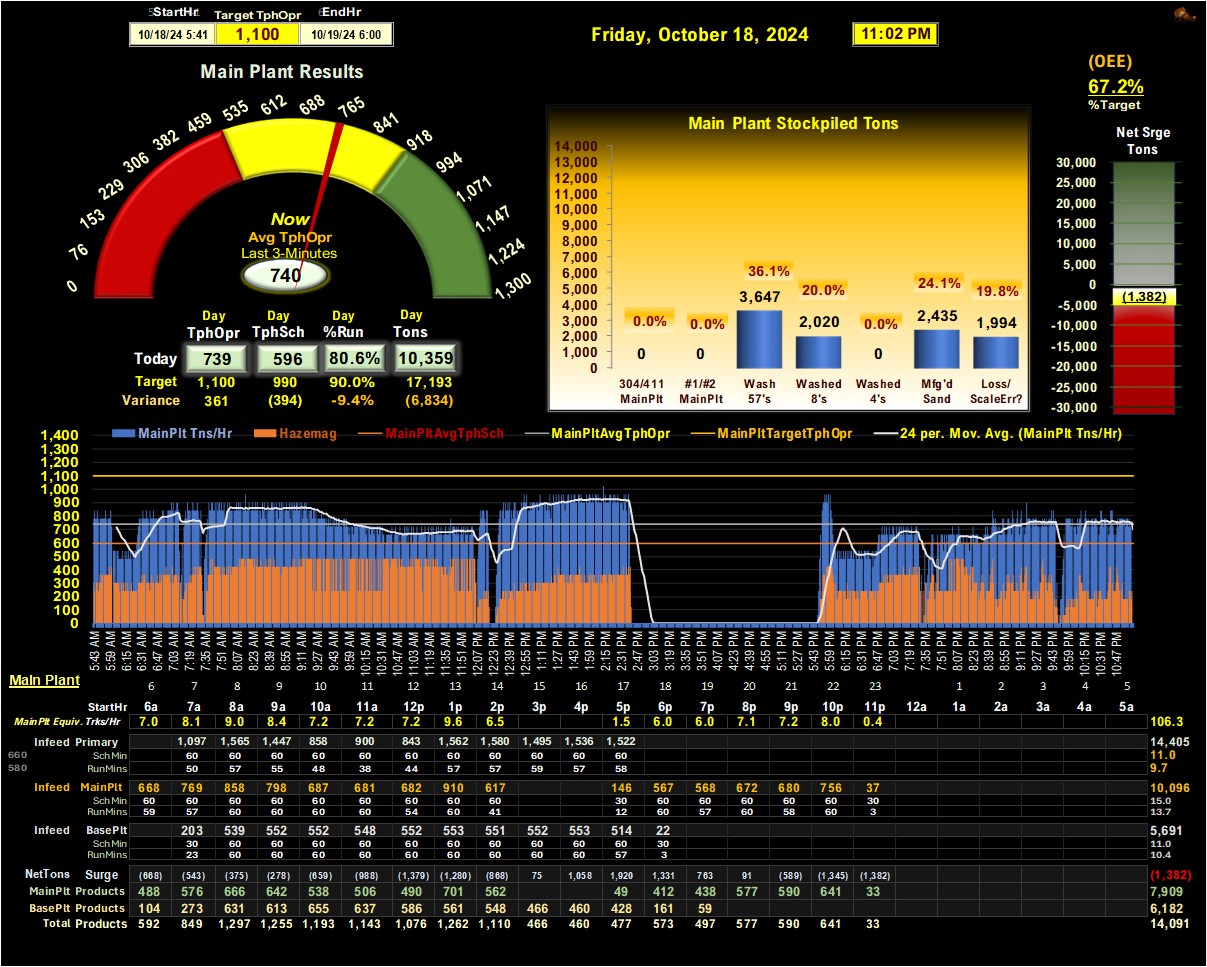 StartHr Target TphOpr EndHr
10/18/24 5:41 1,100 10/19/24 6:00
Friday, October 18, 2024 11:02 PM
(OEE)
67.2%
%Target
Main Plant Results
0 76 153 229 306 382 459 535 612 688 765 841 918 994 1,071 1,147 1,224 1,300
Now
Avg TphOpr
Last 3-Minutes
740
Day Day Day Day
TphOpr TphSch %Run Tons
Today 739 596 80.6% 10,359
Target 1,100 990 90.0% 17,193
Variance 361 (394) -9.4% (6,834)
Main Plant Stockpiled Tons
14,000
13,000
12,000
11,000
10,000
9,000
8,000
7,000
6,000
5,000
4,000
3,000
2,000
1,000
0
0.0% 0.0% 36.1% 20.0% 0.0% 24.1% 19.8%
0 0 3,647 2,020 0 2,435 1,994
304/411 #1/#2 Wash Washed Washed Mfg'd Loss/
MainPlt MainPlt 57's 8's 4's Sand ScaleErr?
Net Srge
Tons
30,000
25,000
20,000
15,000
10,000
5,000
0
(1,382)
-5,000
-10,000
-15,000
-20,000
-25,000
-30,000
MainPlt Tns/Hr Hazemag MainPltAvgTphSch MainPltAvgTphOpr MainPltTargetTphOpr 24 per. Mov. Avg. (MainPlt Tns/Hr)
1,400
1,300
1,200
1,100
1,000
900
800
700
600
500
400
300
200
100
0
5:43 AM 5:59 AM 6:15 AM 6:31 AM 6:47 AM 7:03 AM 7:19 AM 7:35 AM 7:51 AM 8:07 AM 8:23 AM 8:39 AM 8:55 AM 9:11 AM 9:27 AM 9:43 AM 9:59 AM 10:15 AM 10:31 AM 10:47 AM 11:03 AM 11:19 AM 11:35 AM 11:51 AM 12:07 PM 12:23 PM 12:39 PM 12:55 PM 1:11 PM 1:27 PM 1:43 PM 1:59 PM 2:15 PM 2:31 PM 2:47 PM 3:03 PM 3:19 PM 3:35 PM 3:51 PM 4:07 PM 4:23 PM 4:39 PM 4:55 PM 5:11 PM 5:27 PM 5:43 PM 5:59 PM 6:15 PM 6:31 PM 6:47 PM 7:03 PM 7:19 PM 7:35 PM 7:51 PM 8:07 PM 8:23 PM 8:39 PM 8:55 PM 9:11 PM 9:27 PM 9:43 PM 9:59 PM 10:15 PM 10:31 PM 10:47 PM
Main Plant 6 7 8 9 10 11 12 13 14 15 16 17 18 19 20 21 22 23 1 2 3 4 5
StartHr 6a 7a 8a 9a 10a 11a 12p 1p 2p 3p 4p 5p 6p 7p 8p 9p 10p 11p 12a 1a 2a 3a 4a 5a
MainPlt Equiv. Trks/Hr 7.0 8.1 9.0 8.4 7.2 7.2 7.2 9.6 6.5 1.5 6.0 6.0 7.1 7.2 8.0 0.4 106.3
Infeed Primary 1,097 1,565 1,447 858 900 843 1,562 1,580 1,495 1,536 1,522 14,405
660 Sch Min 60 60 60 60 60 60 60 60 60 60 60 11.0
580 RunMins 50 57 55 48 38 44 57 57 59 57 58 9.7
Infeed MainPlt 668 769 858 798 687 681 682 910 617 146 567 568 672 680 756 37 10,096
Sch Min 60 60 60 60 60 60 60 60 60 30 60 60 60 60 60 30 15.0
RunMins 59 57 60 60 60 60 54 60 41 12 60 57 60 58 60 3 13.7
Infeed BasePlt 203 539 552 552 548 552 553 551 552 553 514 22 5,691
Sch Min 30 60 60 60 60 60 60 60 60 60 60 30 11.0
RunMins 23 60 60 60 60 60 60 60 60 60 57 3 10.4
NetTons Surge (668) (543) (375) (278) (659) (988) (1,379) (1,280) (868) 75 1,058 1,920 1,331 763 91 (589) (1,345) (1,382) (1,382)
MainPlt Products 488 576 666 642 538 506 490 701 562 49 412 438 577 590 641 33 7,909
BasePlt Products 104 273 631 613 655 637 586 561 548 466 460 428 161 59 6,182
Total Products 592 849 1,297 1,255 1,193 1,143 1,076 1,262 1,110 466 460 477 573 497 577 590 641 33 14,091